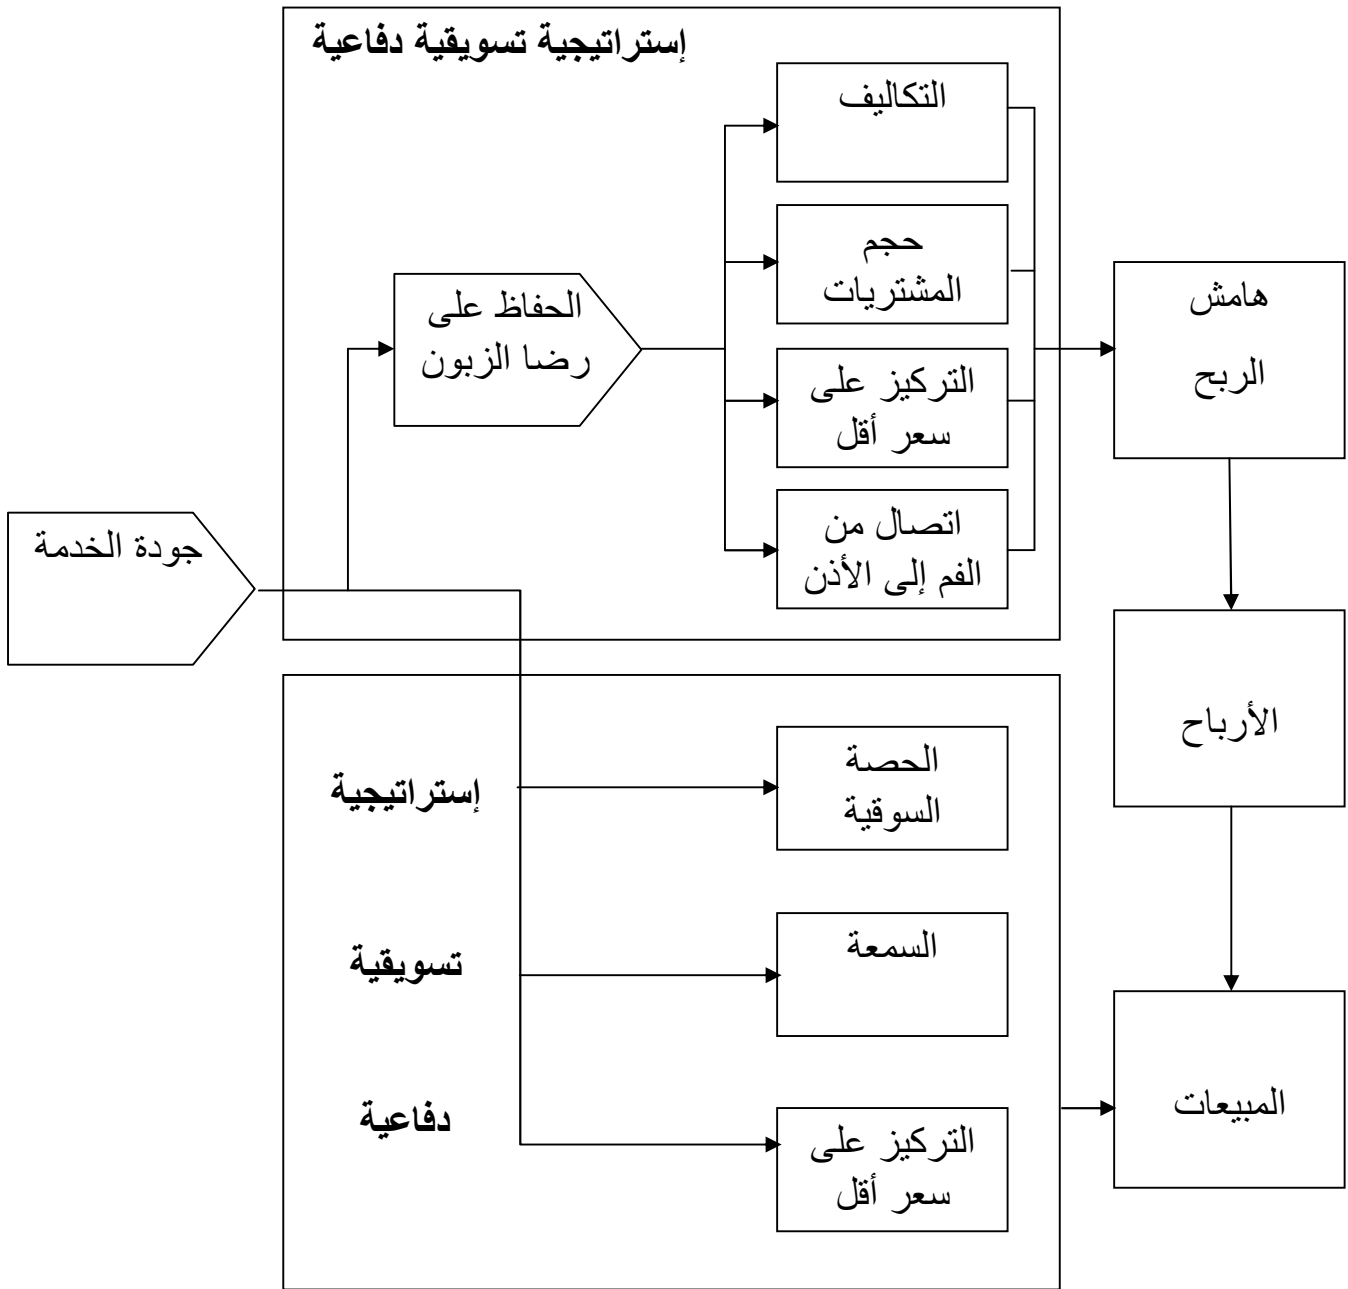 إستراتيجية تسويقية دفاعية
التكاليف
حجم
المشتريات
الحفاظ على
رضا الزبون
هامش
الربح
التركيز على
سعر أقل
اتصال من
الفم إلى الأذن
جودة الخدمة
الأرباح
الحصة
السوقية
إستراتيجية
السمعة
تسويقية
المبيعات
دفاعية
التركيز على
سعر أقل